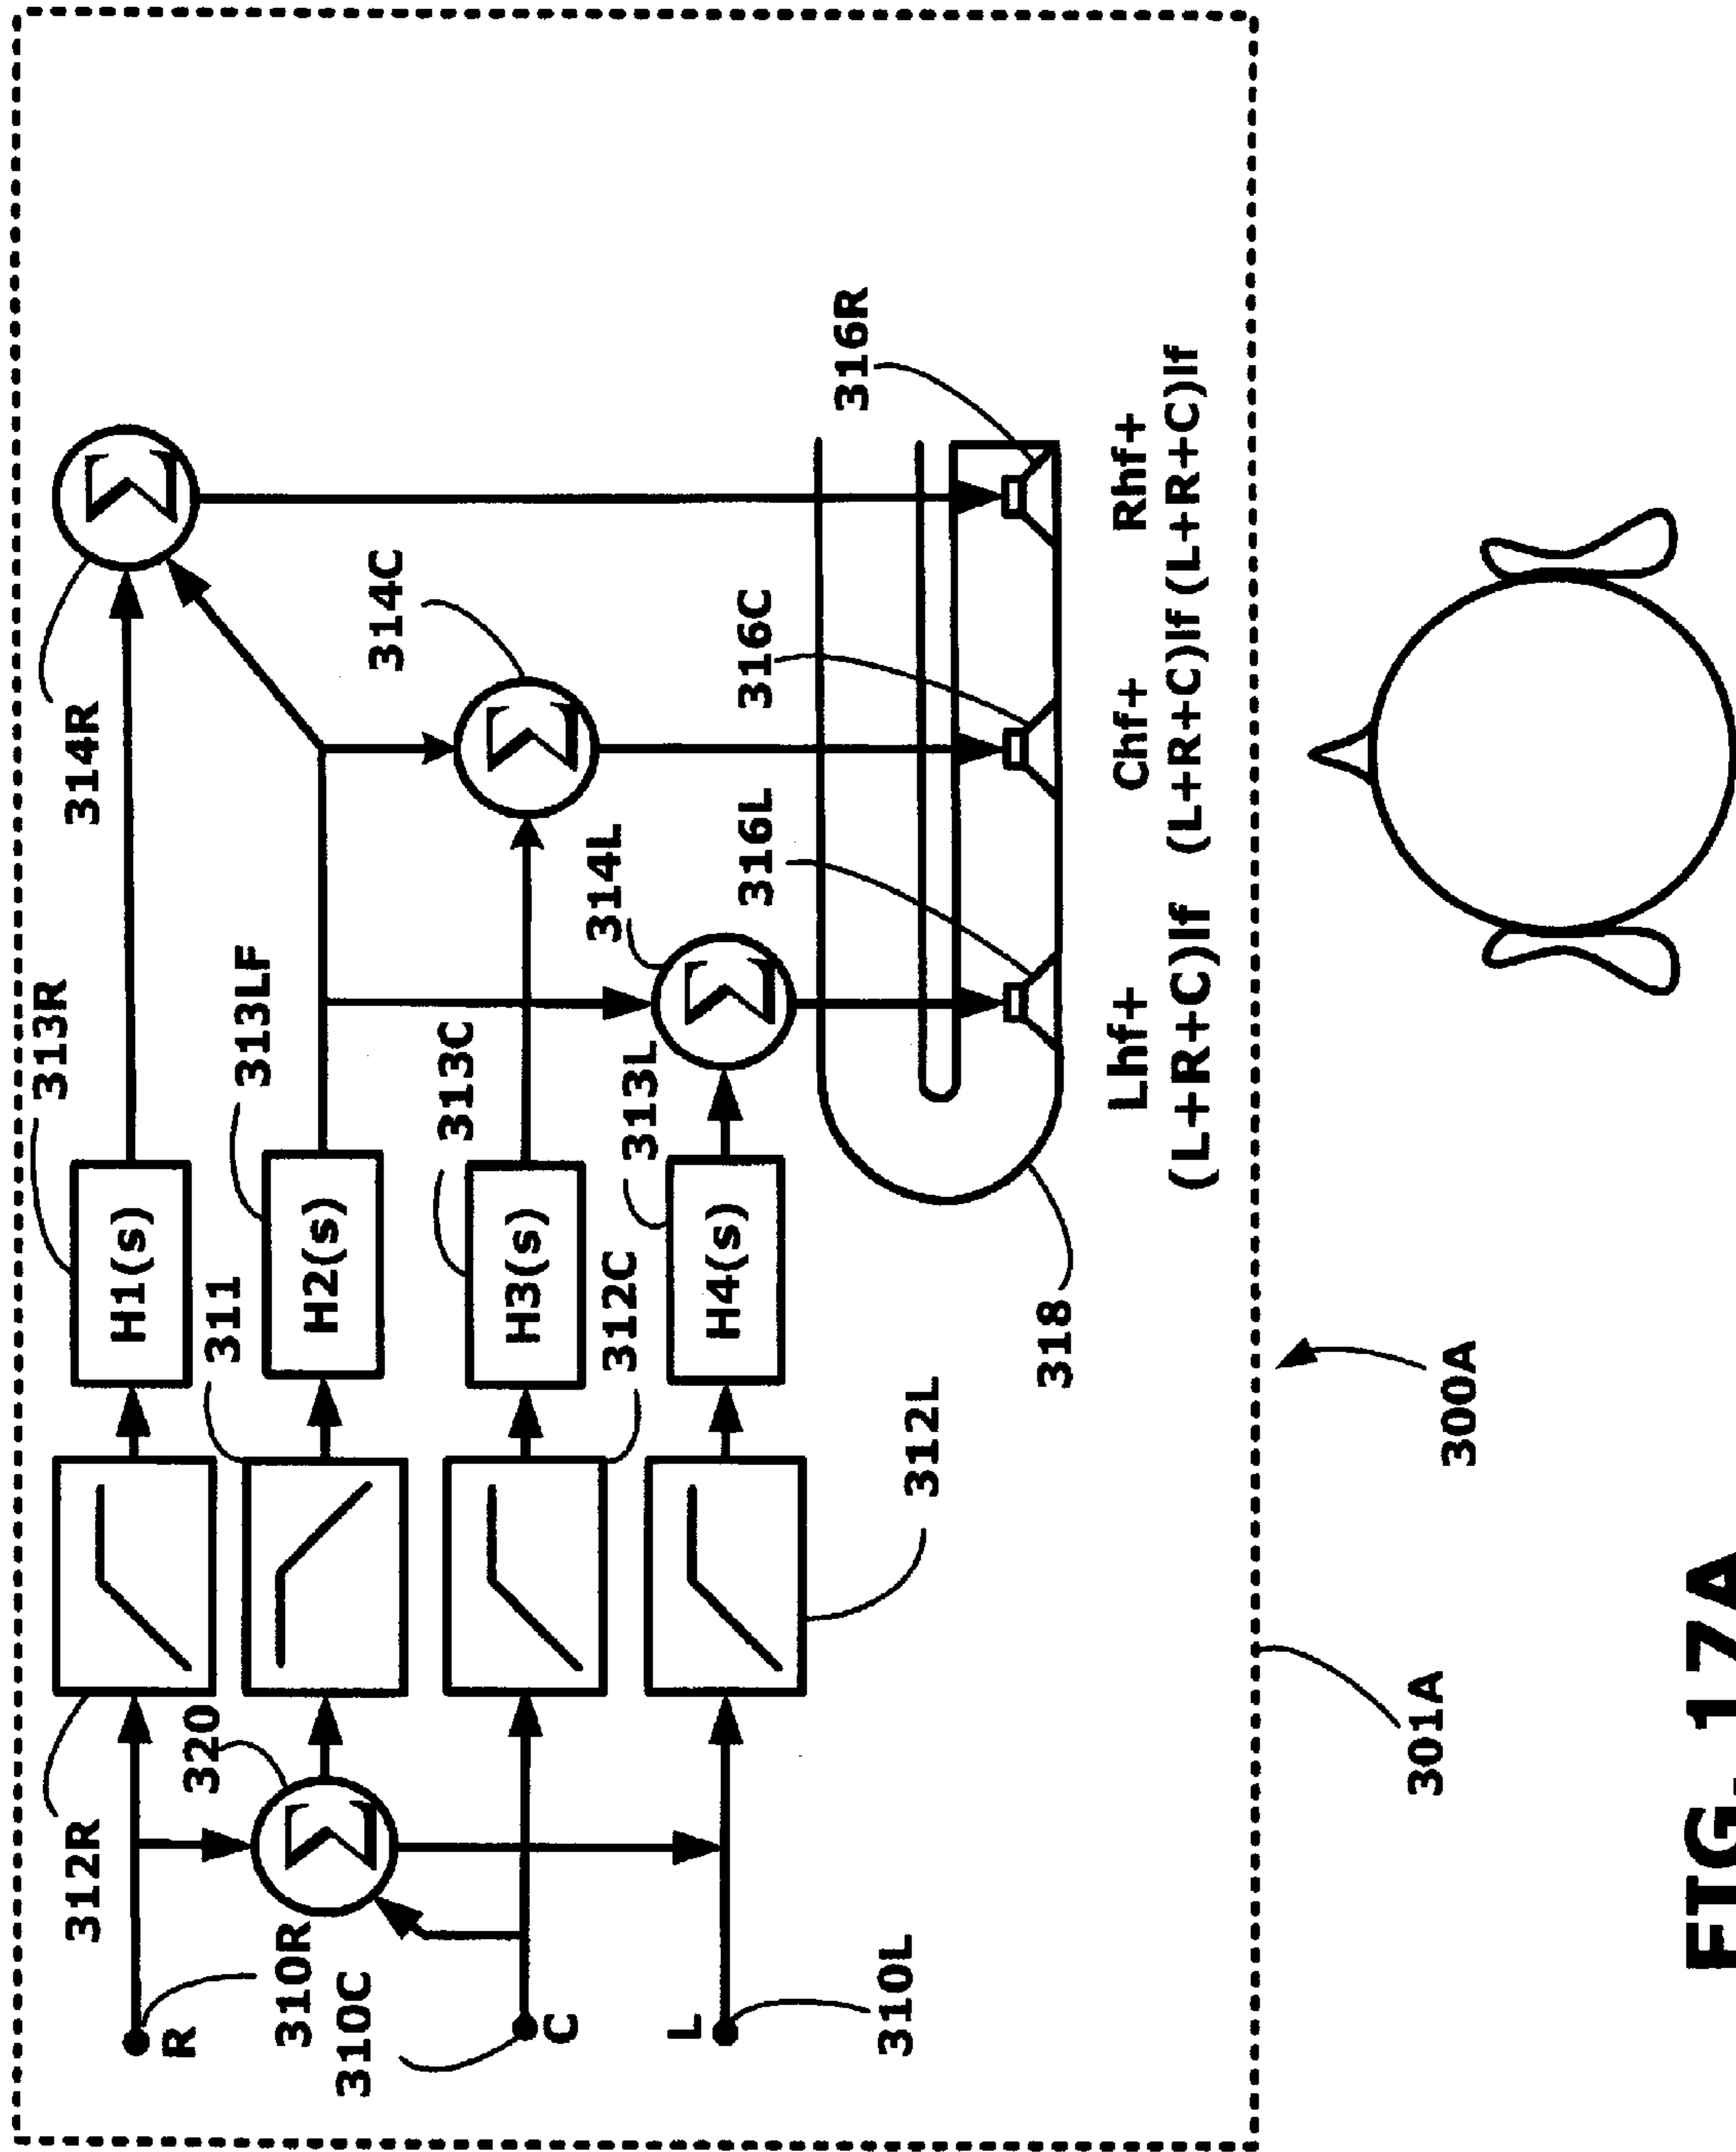 312R
313R
314R
H1(s)
R
320
311
313LF
310R
Σ
H2(s)
Σ
310C
313C
314C
C
H3(s)
Σ
312C
314L
L
313L
H4(s)
Σ
316L
316C
316R
310L
312L
318
Lhf+
Chf+
Rhf+
(L+R+C)lf
(L+R+C)lf
(L+R+C)lf
301A
300A
FIG. 17A